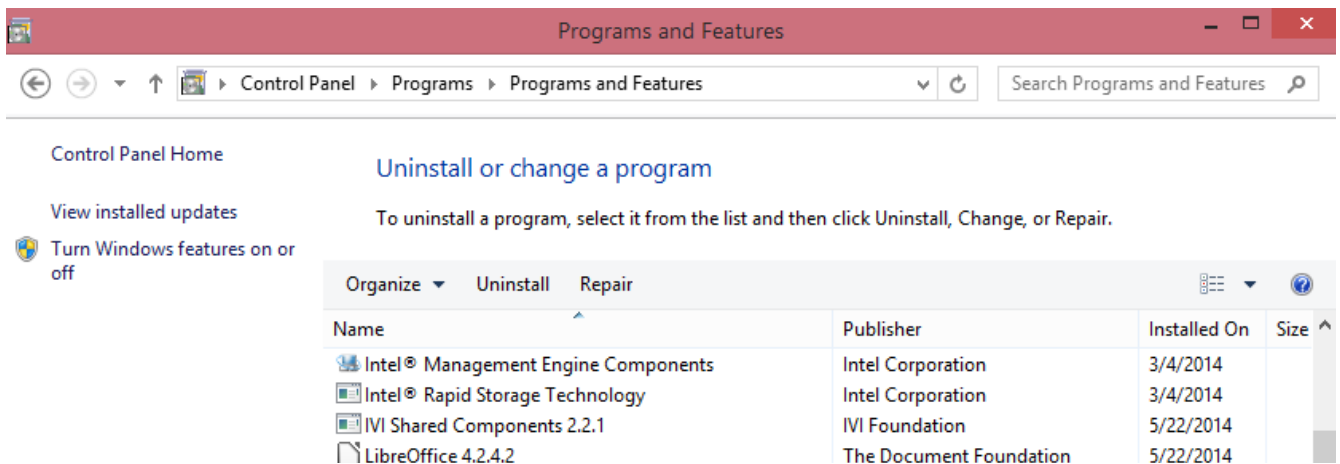 Programs and Features
Control Panel Programs Programs and Features Search Programs and Features
Control Panel Home
View installed updates
Turn Windows features on or
off
Uninstall or change a program
To uninstall a program, select it from the list and then click Uninstall, Change, or Repair.
Organize Uninstall Repair
Name Publisher Installed On Size
Intel® Management Engine Components Intel Corporation 3/4/2014
Intel® Rapid Storage Technology Intel Corporation 3/4/2014
IVI Shared Components 2.2.1 IVI Foundation 5/22/2014
LibreOffice 4.2.4.2 The Document Foundation 5/22/2014